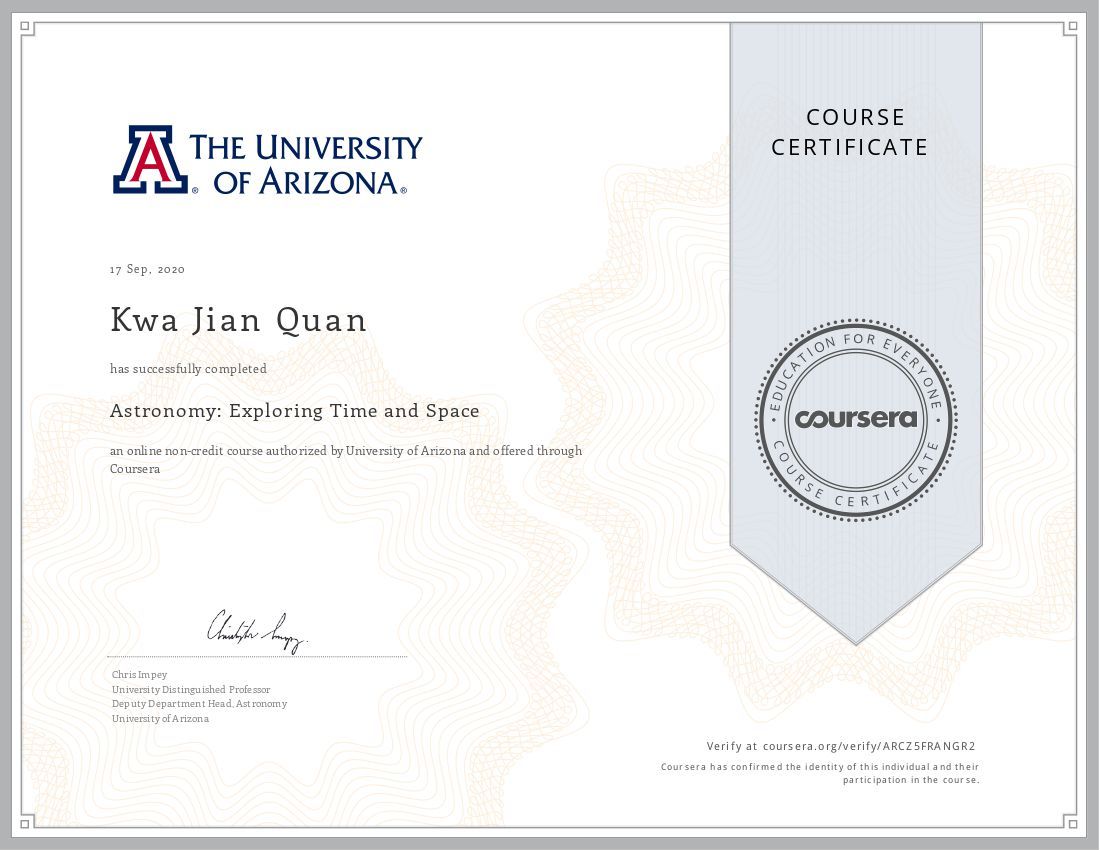 THE UNIVERSITY
OF ARIZONA
A
®
®
COURSE
CERTIFICATE
17 Sep, 2020
Kwa Jian Quan
has successfully completed
Astronomy: Exploring Time and Space
an online non-credit course authorized by University of Arizona and offered through
Coursera
EDUCATION FOR EVERYONE
coursera
COURSE CERTIFICATE
Chris Impey
University Distinguished Professor
Deputy Department Head, Astronomy
University of Arizona
Verify at coursera.org/verify/ARCZ5FRANGR2
Coursera has confirmed the identity of this individual and their
participation in the course.